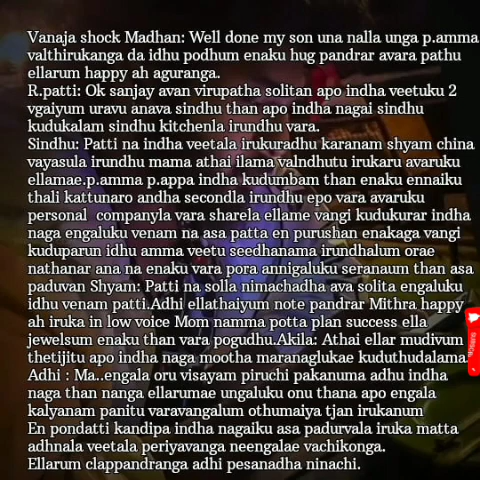 Vanaja shock Madhan: Well done my son una nalla unga p.amma
valthirukanga da idhu podhum enaku hug pandrar avara pathu
ellarum happy ah aguranga.
R.patti: Ok sanjay avan virupatha solitan apo indha veetuku 2
vgaiyum uravu anava sindhu than apo indha nagai sindhu
kudukalam sindhu kitchenla irundhu vara.
Sindhu: Patti na indha veetala irukuradhu karanam shyam china
vayasula irundhu mama athai ilama valndhutu irukaru avaruku
ellamae p.amma p.appa indha kudumbam than enaku ennaiku
thali kattunaro andha secondla irundhu epo vara avaruku
personal companyla vara sharela ellame vangi kudukurar indha
naga engaluku venam na asa patta en purushan enakaga vangi
kuduparun idhu amma veetu seedhanama irundhalum orae
nathanar ana na enaku vara pora annigaluku seranaum than asa
paduvan Shyam: Patti na solla nimachadha ava solita engaluku
idhu venam patti.Adhi ellathaiyum note pandrar Mithra happy
ah iruka in low voice Mom namma potta plan success ella
jewelsum enaku than vara pogudhu.Akila: Athai ellar mudivum
thetijitu apo indha naga mootha marumaglukae kuduthudalama.
Adhi : Ma..engala oru visayam piruchi pakanuma adhu indha
naga than nanga ellarumae ungaluku onu thana apo engala
kalyanam panitu varavangalum othumaiya tjan irukanum
En pondatti kandipa indha nagaiku asa padurvala iruka matta
adhnala veetala periyavanga neengalae vachikonga.
Ellarum clappandranga adhi pesanadha ninachi.